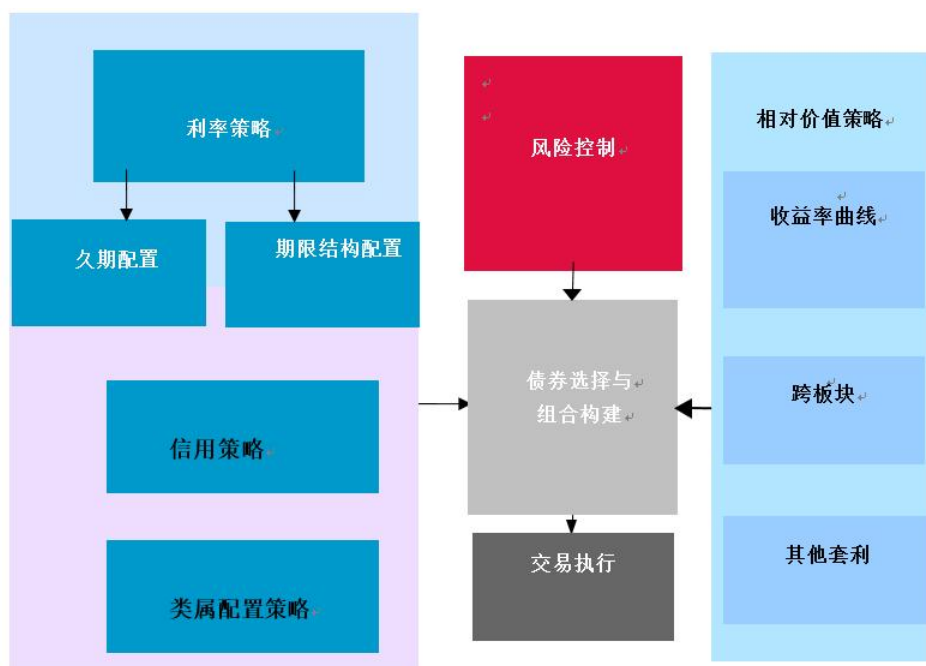 利率策略
久期配置
期限结构配置
信用策略
类属配置策略
风险控制
债券选择与
组合构建
交易执行
相对价值策略
收益率曲线
跨板块
其他套利